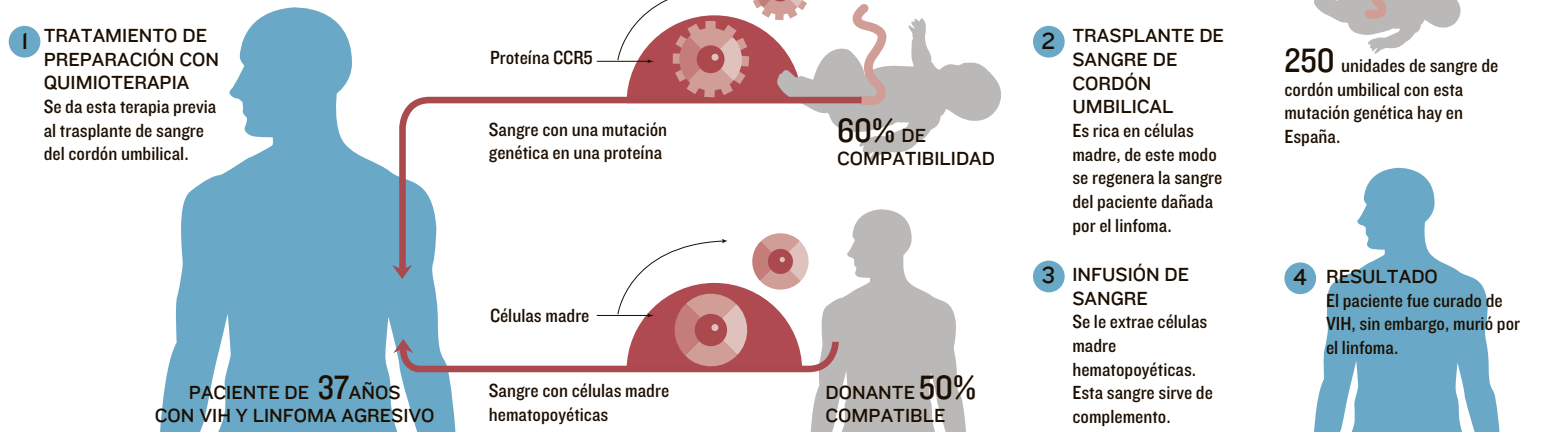 1
TRATAMIENTO DE
PREPARACIÓN CON
QUIMIOTERAPIA
Se da esta terapia previa
al trasplante de sangre
del cordón umbilical.
PACIENTE DE 37 AÑOS
CON VIH Y LINFOMA AGRESIVO
Proteína CCR5
Sangre con una mutación
genética en una proteína
60% DE
COMPATIBILIDAD
Células madre
Sangre con células madre
hematopoyéticas
DONANTE 50%
COMPATIBLE
2
TRASPLANTE DE
SANGRE DE
CORDÓN
UMBILICAL
Es rica en células
madre, de este modo
se regenera la sangre
del paciente dañada
por el linfoma.
3
INFUSIÓN DE
SANGRE
Se le extrae células
madre
hematopoyéticas.
Esta sangre sirve de
complemento.
250 unidades de sangre de
cordón umbilical con esta
mutación genética hay en
España.
4
RESULTADO
El paciente fue curado de
VIH, sin embargo, murió por
el linfoma.